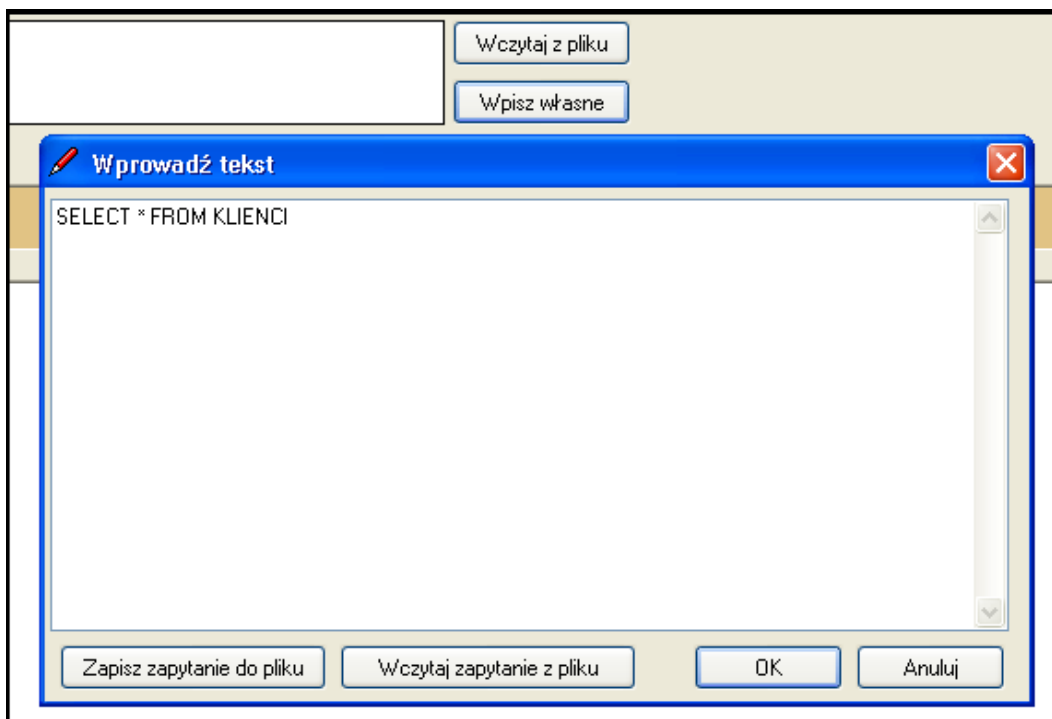 Wczytaj z pliku
Wpisz własne
Wprowadź tekst
SELECT * FROM KLIENCI
Zapisz zapytanie do pliku
Wczytaj zapytanie z pliku
OK
Anuluj